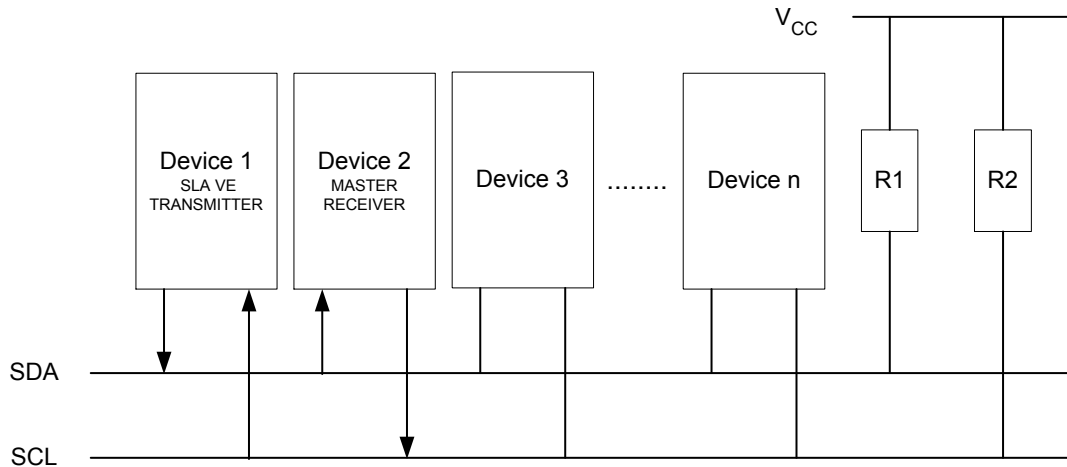 VCC
Device 1
SLA VE
TRANSMITTER
Device 2
MASTER
RECEIVER
Device 3
........
Device n
R1
R2
SDA
SCL